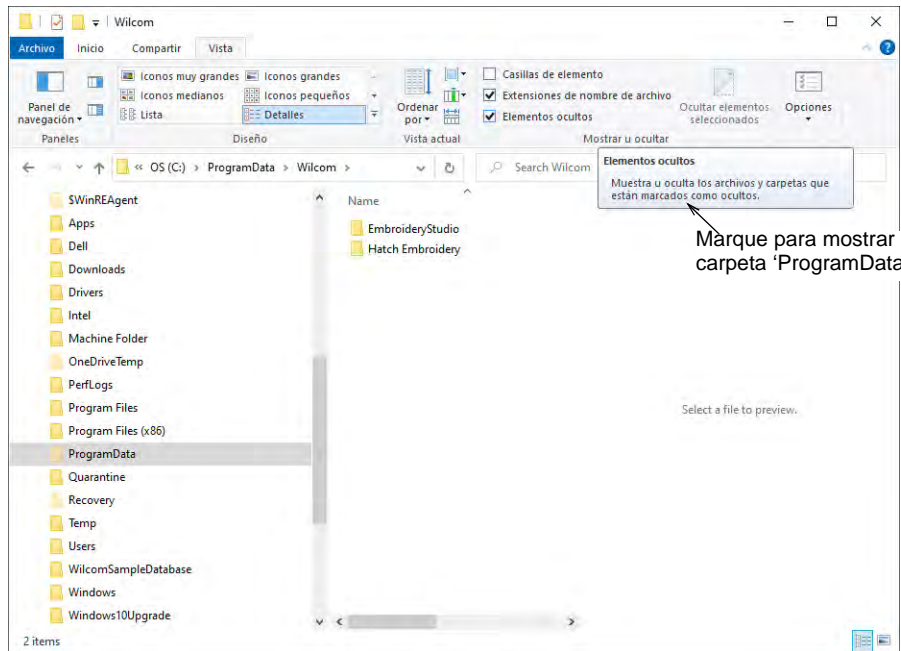 Wilcom
Archivo Inicio Compartir Vista
Panel de navegación
Iconos muy grandes Iconos grandes
Iconos medianos Iconos pequeños
Lista Detalles
Ordenar por
Casillas de elemento
Extensiones de nombre de archivo
Elementos ocultos
Ocultar elementos seleccionados
Opciones
Paneles Diseño Vista actual Mostrar u ocultar
« OS (C:) > ProgramData > Wilcom > Search Wilcom
Elementos ocultos
Muestra u oculta los archivos y carpetas que
están marcados como ocultos.
Marque para mostrar
carpeta ‘ProgramData
$WinREAgent
Apps
Dell
Downloads
Drivers
Intel
Machine Folder
OneDriveTemp
PerfLogs
Program Files
Program Files (x86)
ProgramData
Quarantine
Recovery
Temp
Users
WilcomSampleDatabase
Windows
Windows10Upgrade
Name
EmbroideryStudio
Hatch Embroidery
Select a file to preview.
2 items